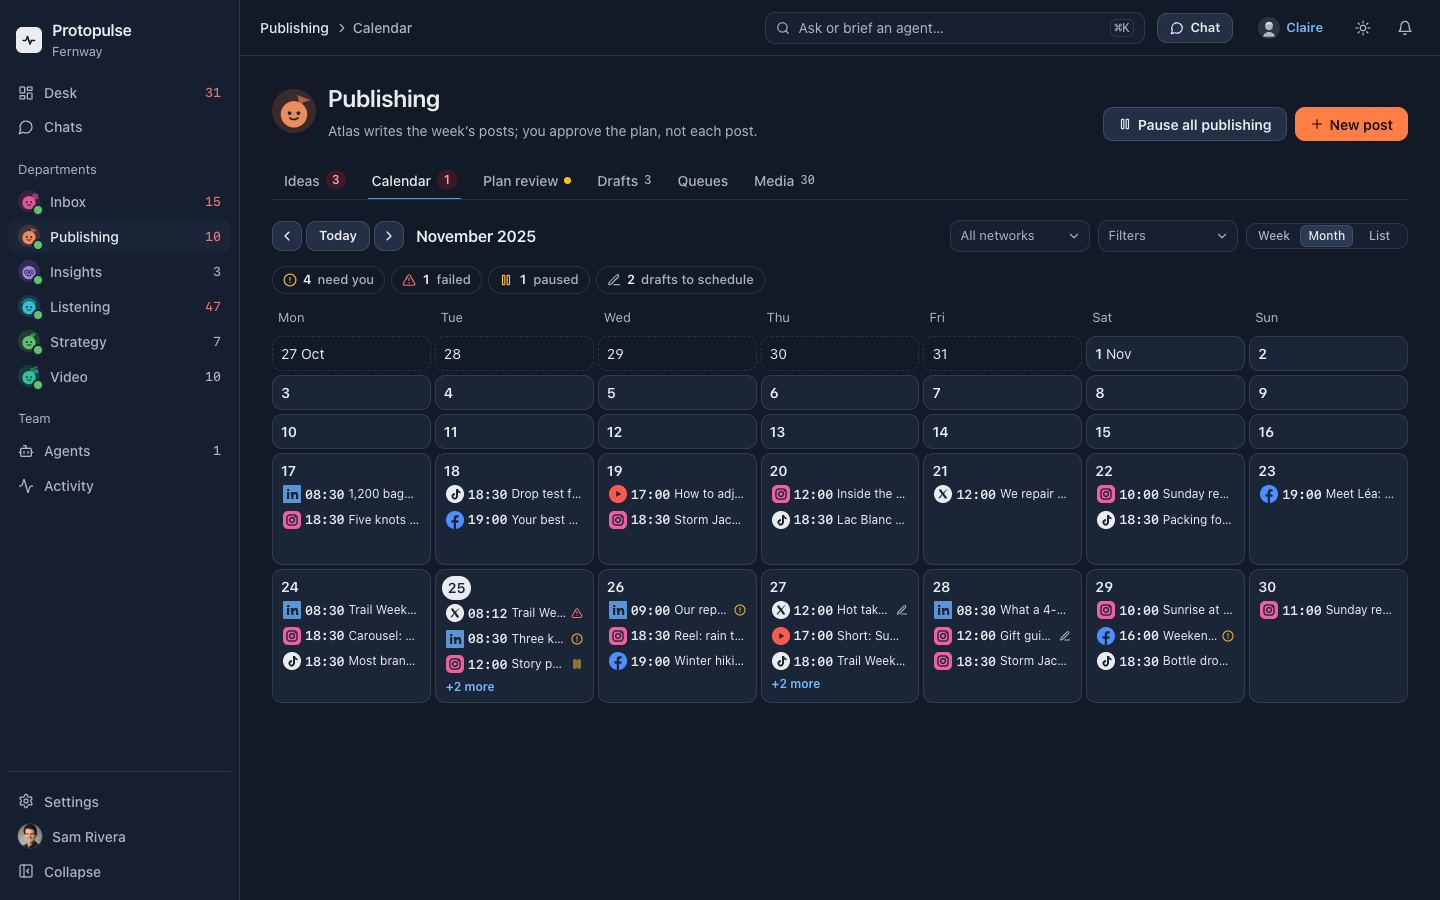 Protopulse
Fernway
Desk 31
Chats
Departments
Inbox 15
Publishing 10
Insights 3
Listening 47
Strategy 7
Video 10
Team
Agents 1
Activity
Settings
Sam Rivera
Collapse
Publishing > Calendar
Ask or brief an agent… ⌘K
Chat
Claire
Publishing
Atlas writes the week's posts; you approve the plan, not each post.
Pause all publishing
+ New post
Ideas 3
Calendar 1
Plan review
Drafts 3
Queues
Media 30
Today
November 2025
All networks
Filters
Week
Month
List
4 need you
1 failed
1 paused
2 drafts to schedule
Mon Tue Wed Thu Fri Sat Sun
27 Oct 28 29 30 31 1 Nov 2
3 4 5 6 7 8 9
10 11 12 13 14 15 16
17
08:30 1,200 bag…
18:30 Five knots …
18
18:30 Drop test f…
19:00 Your best …
19
17:00 How to adj…
18:30 Storm Jac…
20
12:00 Inside the …
18:30 Lac Blanc …
21
12:00 We repair …
22
10:00 Sunday re…
18:30 Packing fo…
23
19:00 Meet Léa: …
24
08:30 Trail Week…
18:30 Carousel: …
18:30 Most bran…
25
08:12 Trail We…
08:30 Three k…
12:00 Story p…
+2 more
26
09:00 Our rep…
18:30 Reel: rain t…
19:00 Winter hiki…
27
12:00 Hot tak…
17:00 Short: Su…
18:00 Trail Week…
+2 more
28
08:30 What a 4-…
12:00 Gift gui…
18:30 Storm Jac…
29
10:00 Sunrise at …
16:00 Weeken…
18:30 Bottle dro…
30
11:00 Sunday re…